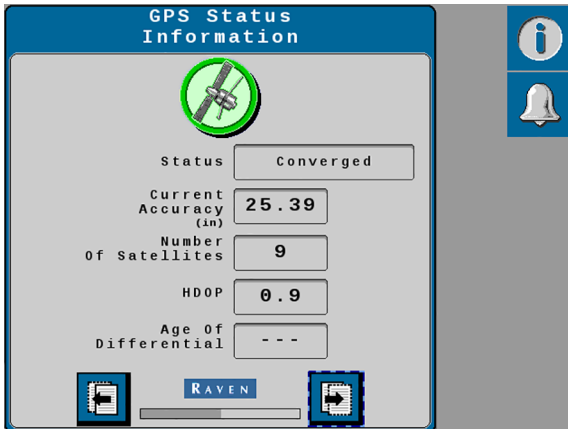 GPS Status
Information
Status
Converged
Current
Accuracy
(in)
25.39
Number
Of Satellites
9
HDOP
0.9
Age Of
Differential
---
RAVEN